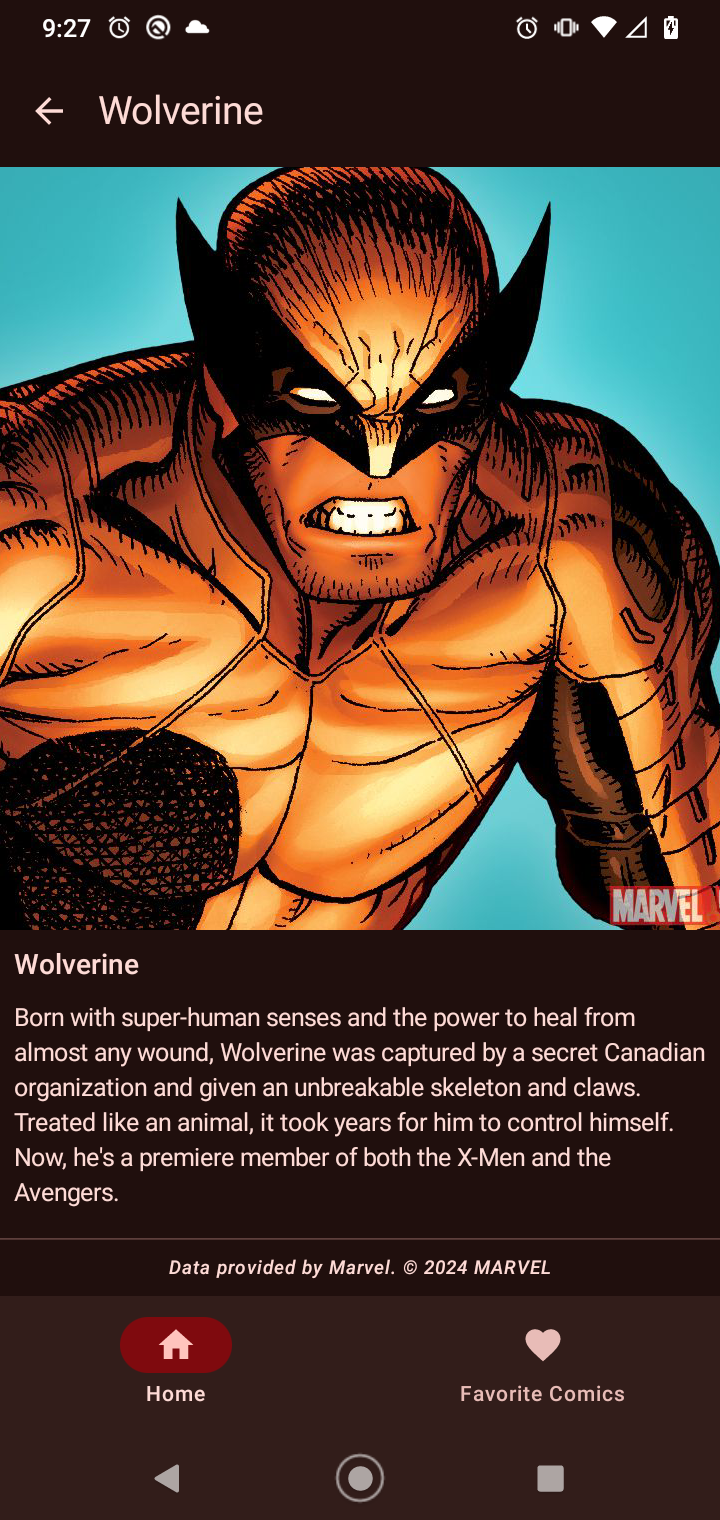 9:27
Wolverine
MARVEL
Wolverine
Born with super-human senses and the power to heal from
almost any wound, Wolverine was captured by a secret Canadian
organization and given an unbreakable skeleton and claws.
Treated like an animal, it took years for him to control himself.
Now, he's a premiere member of both the X-Men and the
Avengers.
Data provided by Marvel. © 2024 MARVEL
Home
Favorite Comics